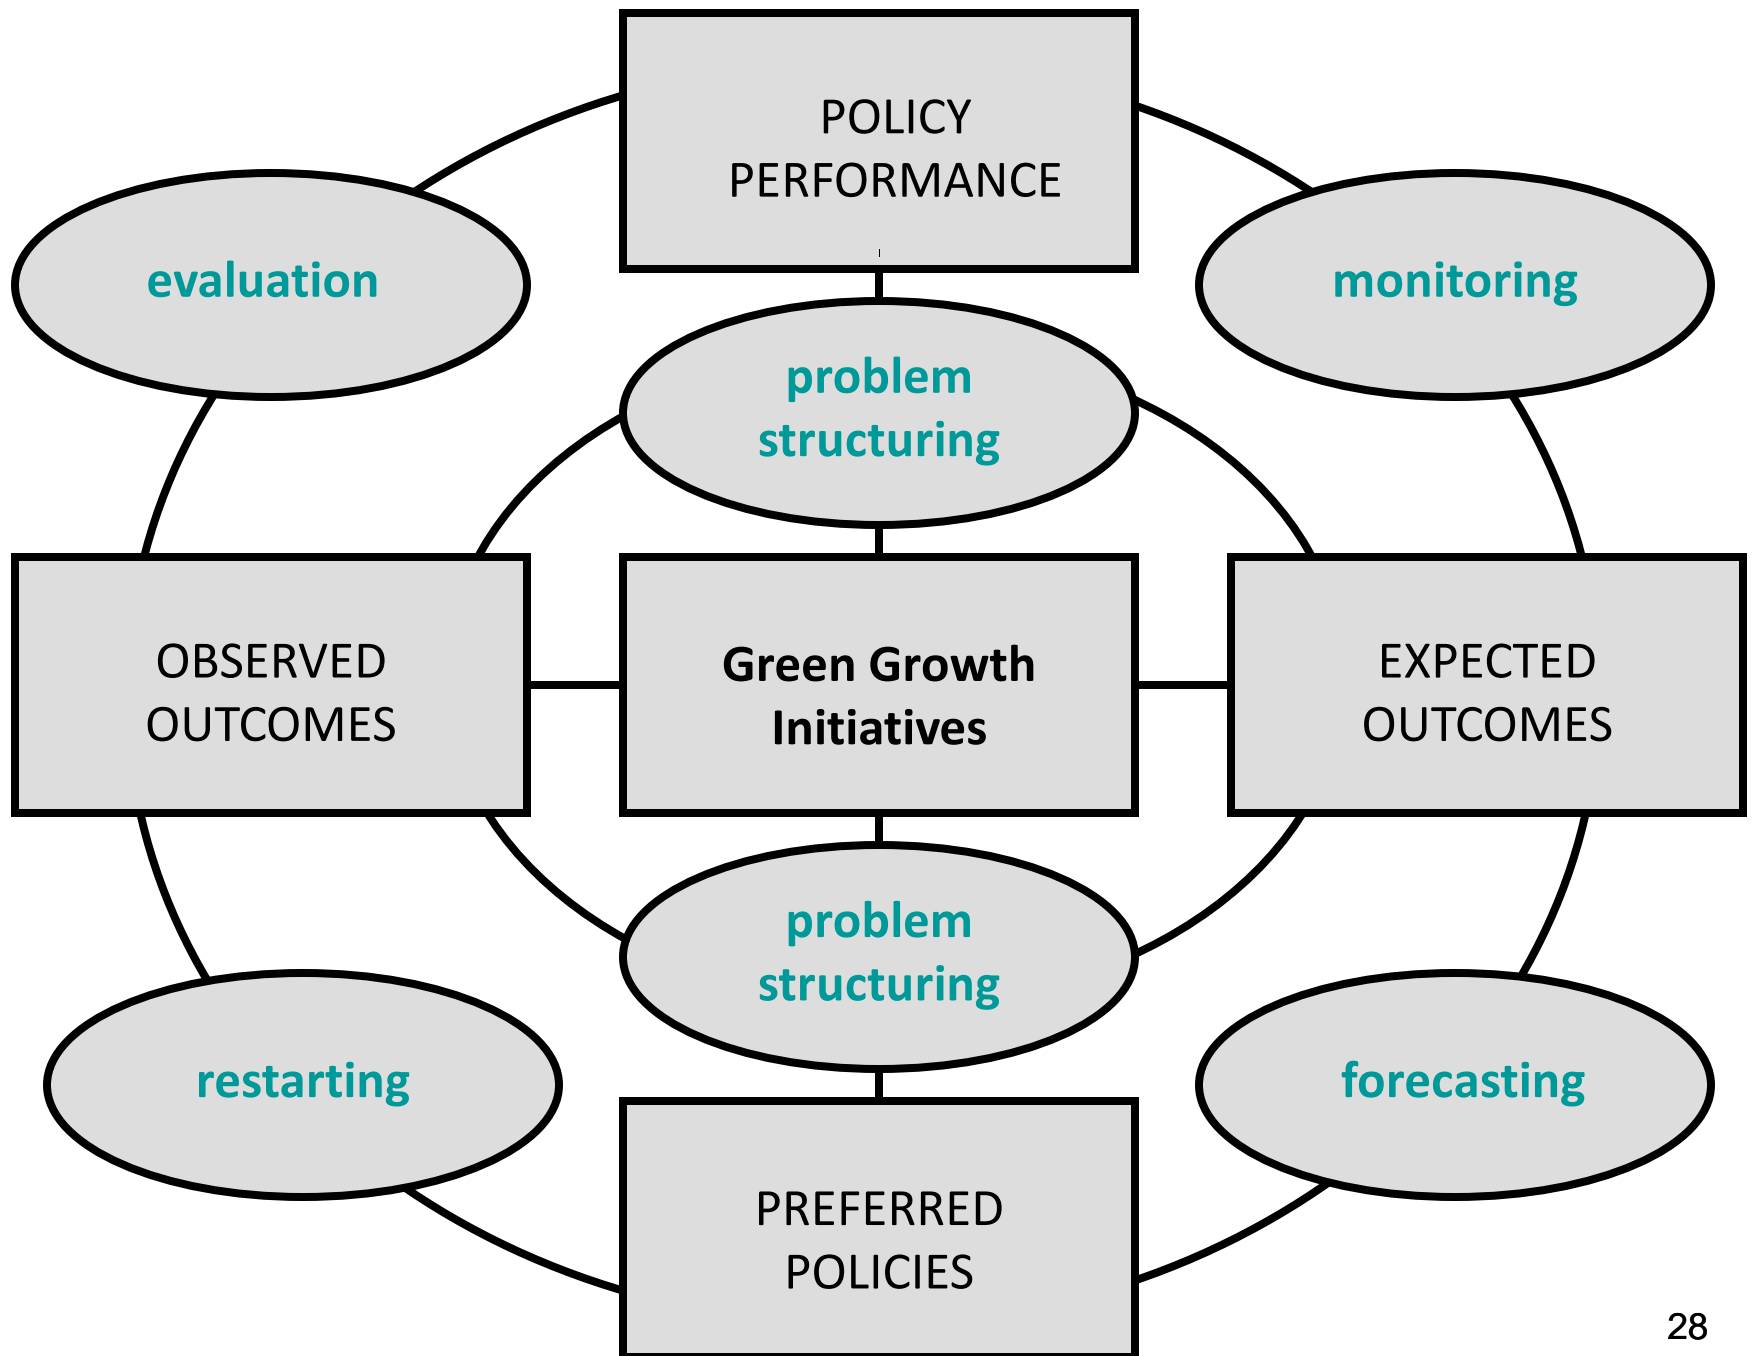 POLICY
PERFORMANCE
evaluation
monitoring
problem
structuring
OBSERVED
OUTCOMES
Green Growth
Initiatives
EXPECTED
OUTCOMES
problem
structuring
restarting
forecasting
PREFERRED
POLICIES
28